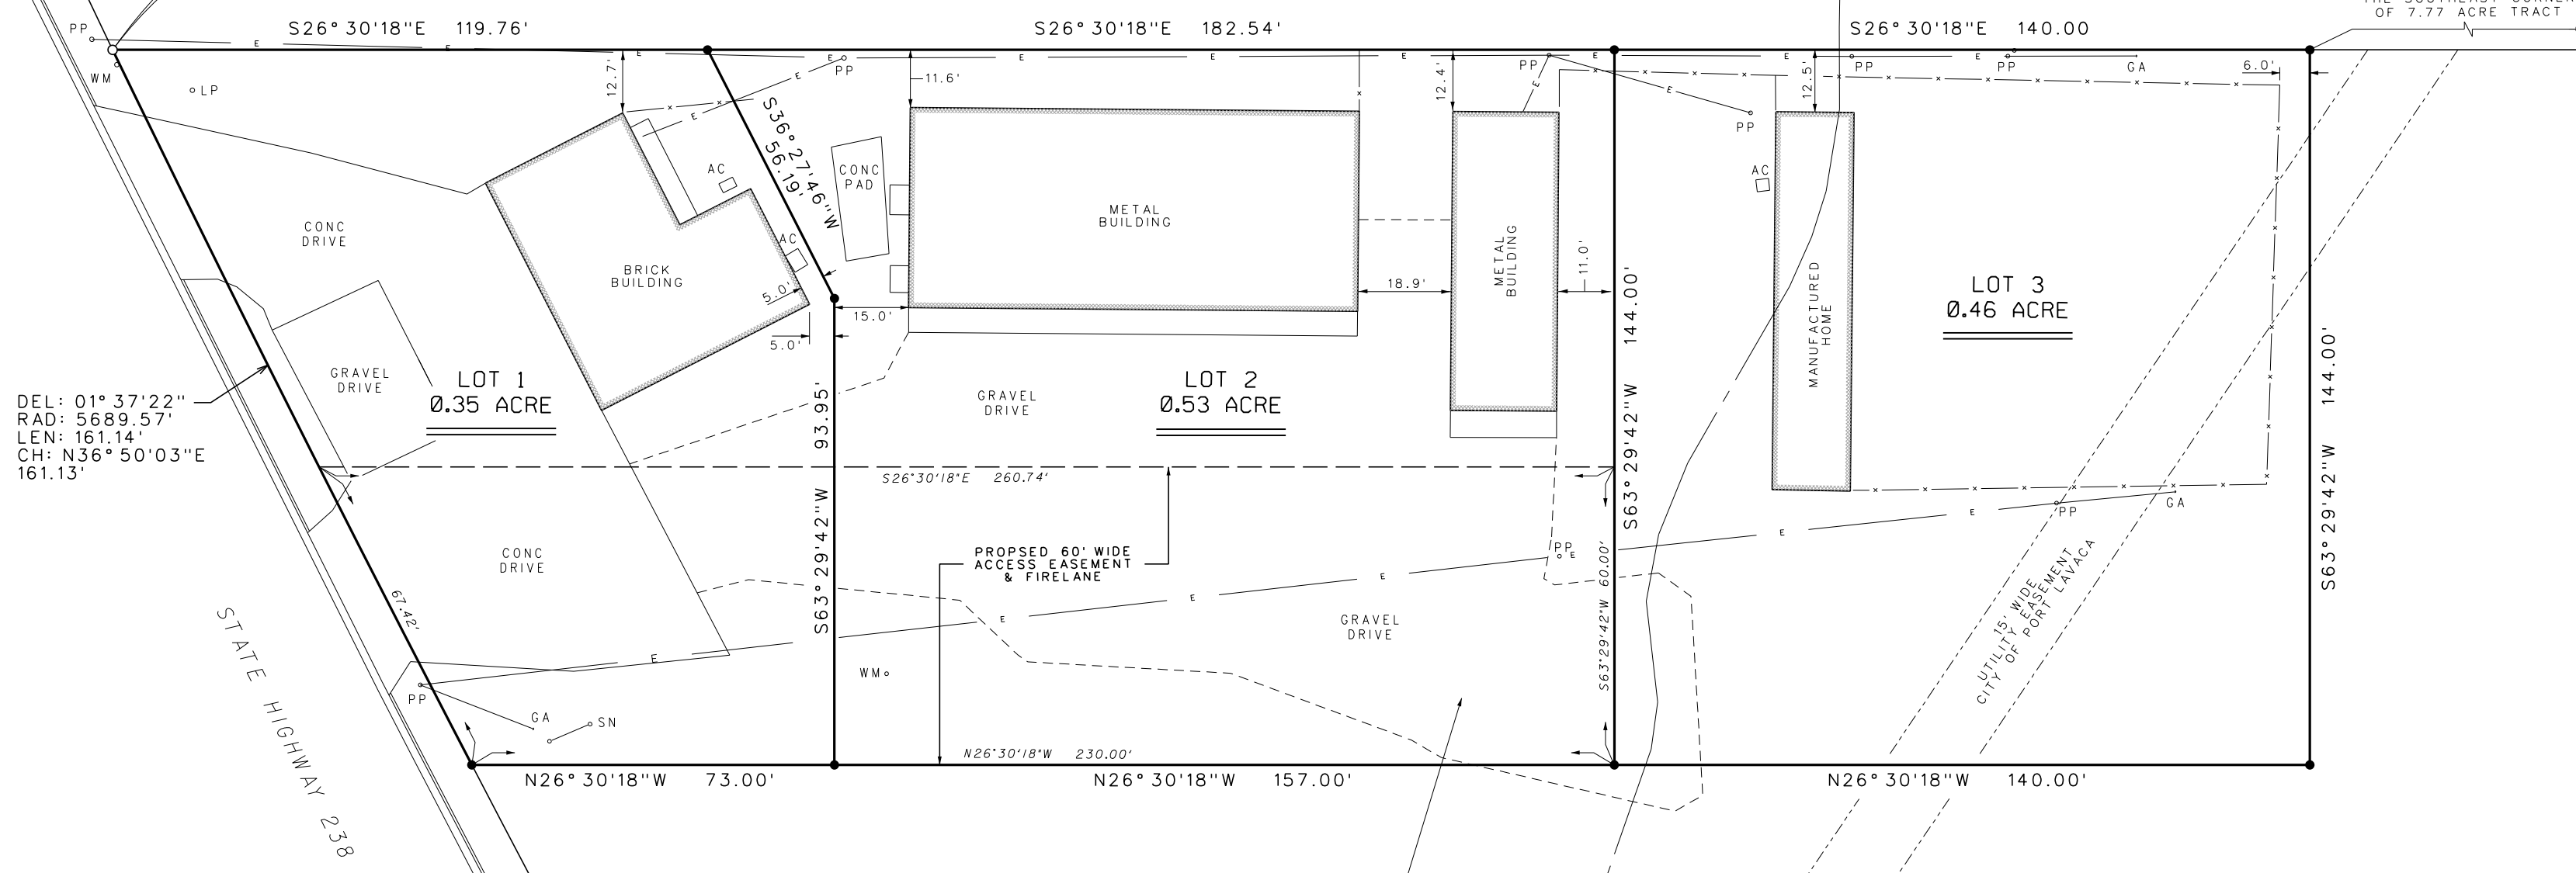 S26°30'18"E 119.76'
S26°30'18"E 182.54'
S26°30'18"E 140.00
OF 7.77 ACRE TRACT
PP
WM
LP
E
E
E
12.7'
E
E
PP
11.6'
E
E
E
12.4'
PP
E
E
E
PP
12.5'
PP
E
PP
GA
6.0'
E
E
PP
S36°27'46"W
56.19'
CONC
PAD
AC
AC
AC
CONC
DRIVE
BRICK
BUILDING
5.0'
5.0'
15.0'
METAL
BUILDING
18.9'
METAL
BUILDING
11.0'
MANUFACTURED
HOME
LOT 3
0.46 ACRE
S63°29'42"W 144.00'
S63°29'42"W 144.00'
GRAVEL
DRIVE
LOT 1
0.35 ACRE
DEL: 01°37'22"
RAD: 5689.57'
LEN: 161.14'
CH: N36°50'03"E
161.13'
S63°29'42"W 93.95'
GRAVEL
DRIVE
LOT 2
0.53 ACRE
S26°30'18"E 260.74'
PP
GA
E
E
CONC
DRIVE
PROPSED 60' WIDE
ACCESS EASEMENT
& FIRELANE
PP
E
E
E
E
E
S63°29'42"W 60.00'
15' WIDE
UTILITY EASEMENT
CITY OF PORT LAVACA
67.42'
STATE HIGHWAY 238
GRAVEL
DRIVE
WM
PP
GA
SN
N26°30'18"W 230.00'
N26°30'18"W 73.00'
N26°30'18"W 157.00'
N26°30'18"W 140.00'